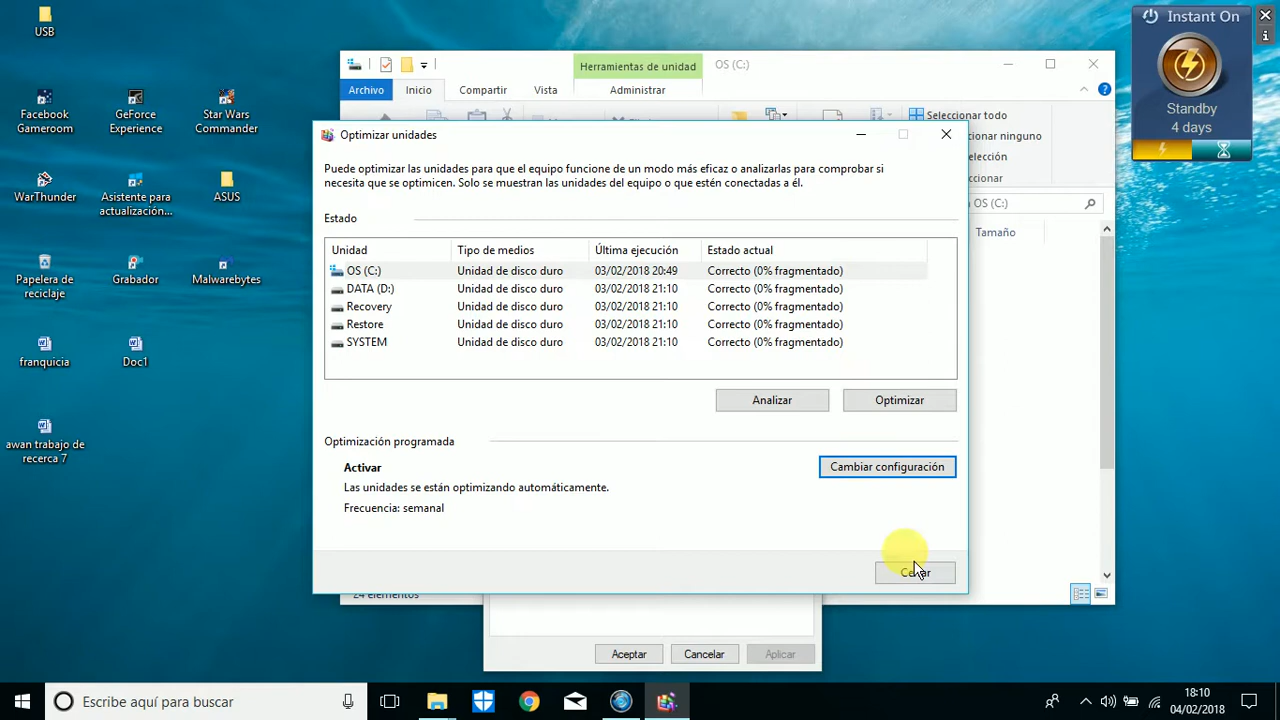 USB
Facebook
Gameroom
GeForce
Experience
Star Wars
Commander
WarThunder
Asistente para
actualización...
ASUS
Papelera de
reciclaje
Grabador
Malwarebytes
franquicia
Doc1
awan trabajo de
recerca 7
Herramientas de unidad
OS (C:)
Archivo
Inicio
Compartir
Vista
Administrar
Seleccionar todo
OS (C:)
Tamaño
Optimizar unidades
Puede optimizar las unidades para que el equipo funcione de un modo más eficaz o analizarlas para comprobar si
necesita que se optimicen. Solo se muestran las unidades del equipo o que estén conectadas a él.
Estado
Unidad Tipo de medios Última ejecución Estado actual
OS (C:) Unidad de disco duro 03/02/2018 20:49 Correcto (0% fragmentado)
DATA (D:) Unidad de disco duro 03/02/2018 21:10 Correcto (0% fragmentado)
Recovery Unidad de disco duro 03/02/2018 21:10 Correcto (0% fragmentado)
Restore Unidad de disco duro 03/02/2018 21:10 Correcto (0% fragmentado)
SYSTEM Unidad de disco duro 03/02/2018 21:10 Correcto (0% fragmentado)
Analizar
Optimizar
Optimización programada
Activar
Cambiar configuración
Las unidades se están optimizando automáticamente.
Frecuencia: semanal
Cerrar
24 elementos
Aceptar
Cancelar
Aplicar
Instant On
Standby
4 days
Escribe aquí para buscar
18:10
04/02/2018